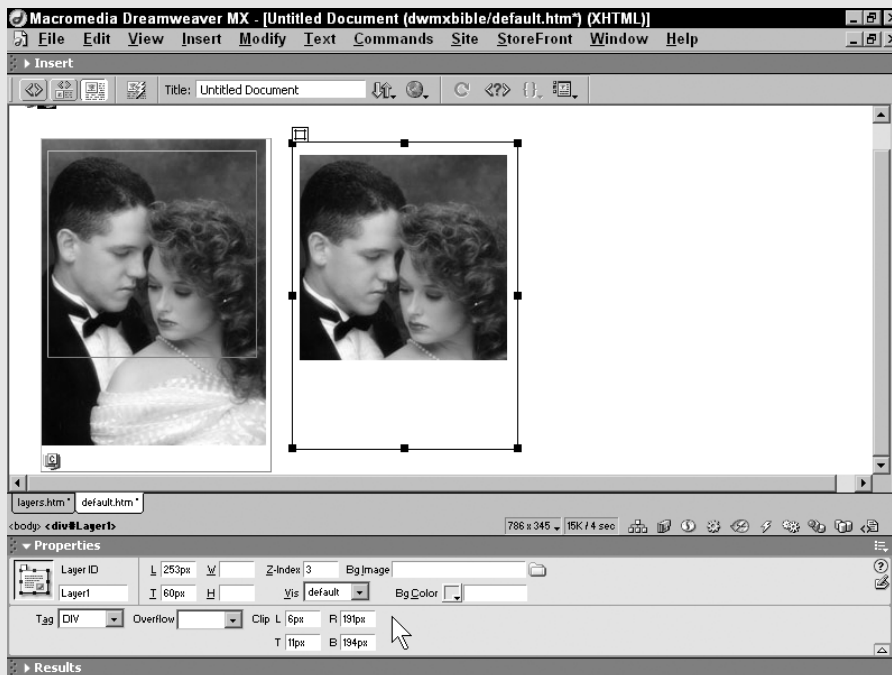 Macromedia Dreamweaver MX - [Untitled Document (dwmxbible/default.htm*) (XHTML)]
File Edit View Insert Modify Text Commands Site StoreFront Window Help
Insert
Title: Untitled Document
layers.htm* default.htm*
<body> <div#Layer1> 786 x 345 15K / 4 sec
Properties
Layer ID L 253px W Z-Index 3 Bg Image
Layer1 T 60px H Vis default Bg Color
Tag DIV Overflow Clip L 6px R 191px
T 11px B 194px
Results